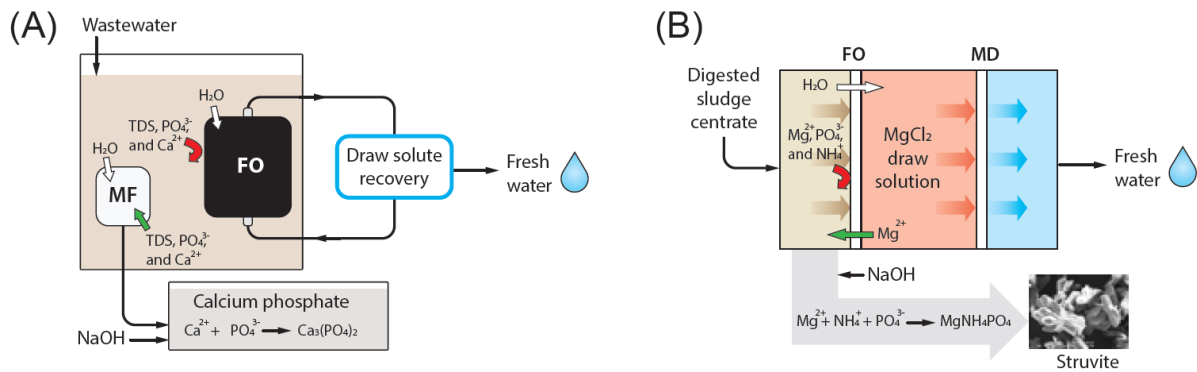 (A)
Wastewater
H₂O
TDS, PO₄³⁻,
and Ca²⁺
H₂O
FO
MF
TDS, PO₄³⁻,
and Ca²⁺
Draw solute
recovery
Fresh
water
NaOH
Calcium phosphate
Ca²⁺ + PO₄³⁻ → Ca₃(PO₄)₂
(B)
FO
MD
Digested
sludge
centrate
H₂O
Mg²⁺, PO₄³⁻,
and NH₄⁺
MgCl₂
draw
solution
Mg²⁺
Fresh
water
NaOH
Mg²⁺ + NH₄⁺ + PO₄³⁻ → MgNH₄PO₄
Struvite